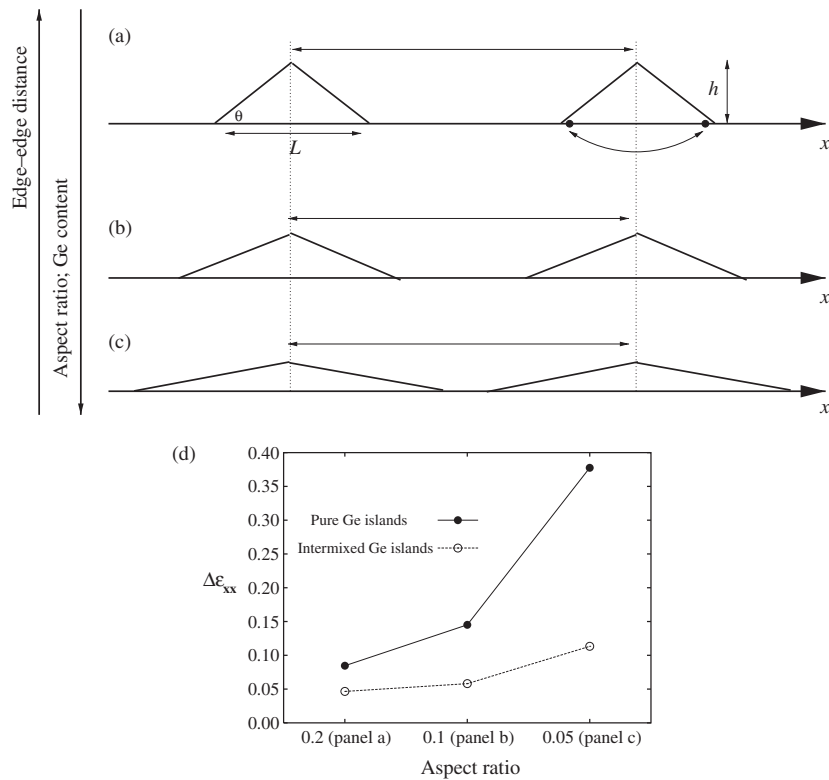 Edge–edge distance
Aspect ratio; Ge content
(a)
θ
L
h
x
(b)
x
(c)
x
(d)
0.40
0.35
0.30
0.25
0.20
0.15
0.10
0.05
0.00
Δεxx
Pure Ge islands
Intermixed Ge islands
0.2 (panel a) 0.1 (panel b) 0.05 (panel c)
Aspect ratio